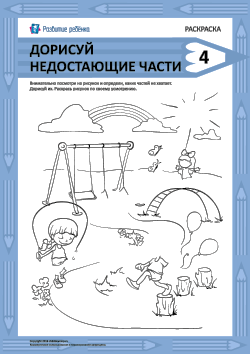 Развитие ребёнка
РАСКРАСКА
ДОРИСУЙ
НЕДОСТАЮЩИЕ ЧАСТИ
4
Внимательно посмотри на рисунок и определи, каких частей не хватает.
Дорисуй их. Раскрась рисунок по своему усмотрению.